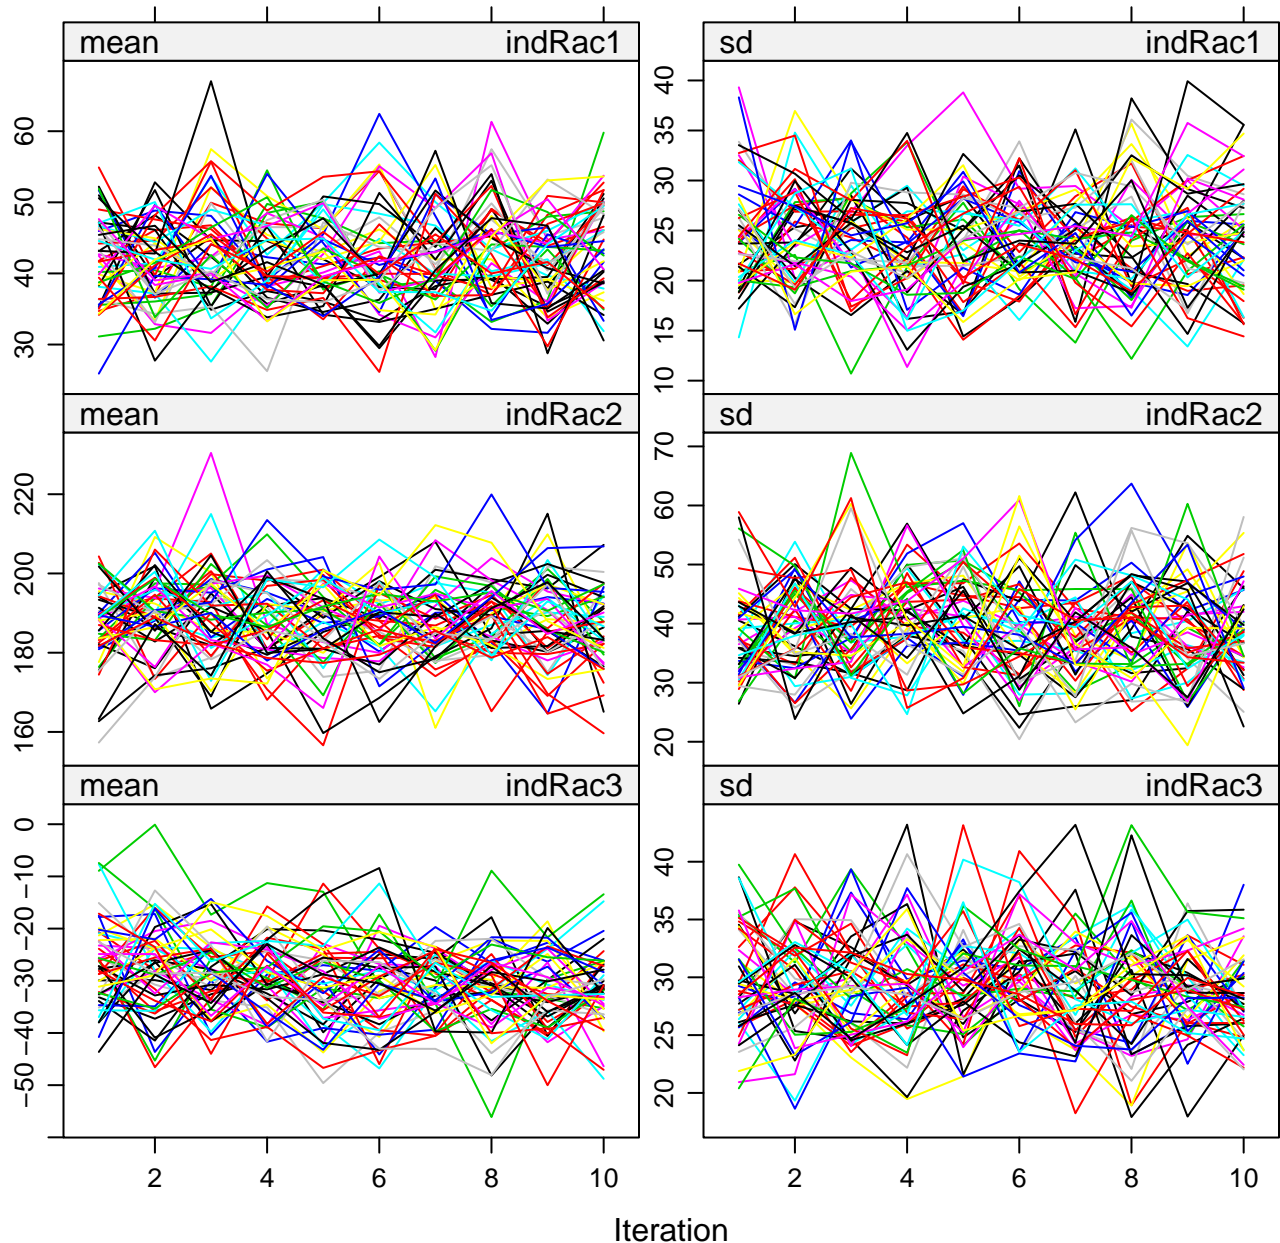 mean indRac1 sd indRac1
30 40 50 60
10 15 20 25 30 35 40
mean indRac2 sd indRac2
160 180 200 220
20 30 40 50 60 70
mean indRac3 sd indRac3
−50 −40 −30 −20 −10 0
20 25 30 35 40
2 4 6 8 10 2 4 6 8 10
Iteration